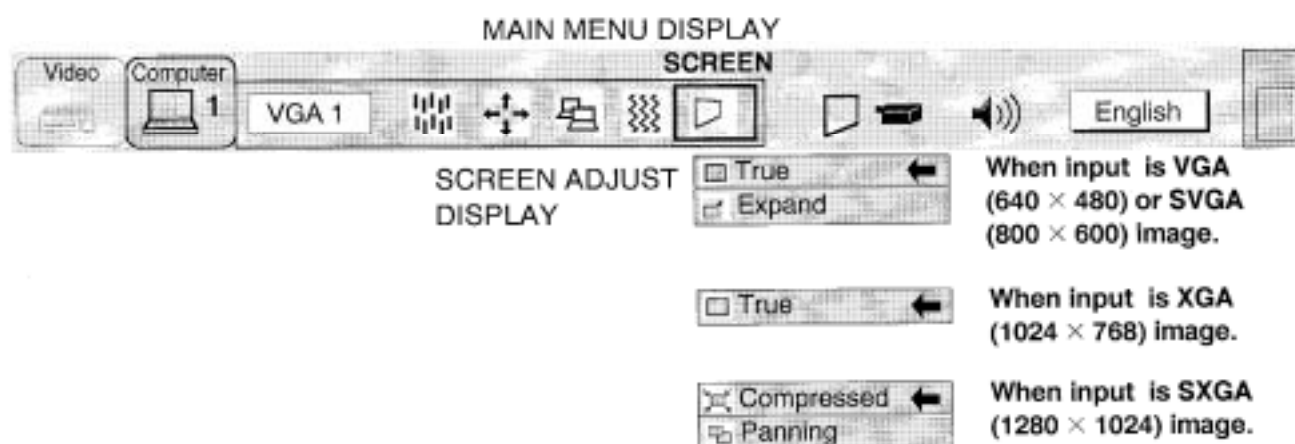 MAIN MENU DISPLAY
SCREEN
Video
Computer
1
VGA 1
English
SCREEN ADJUST
DISPLAY
True
Expand
When input is VGA
(640 × 480) or SVGA
(800 × 600) image.
True
When input is XGA
(1024 × 768) image.
Compressed
Panning
When input is SXGA
(1280 × 1024) image.